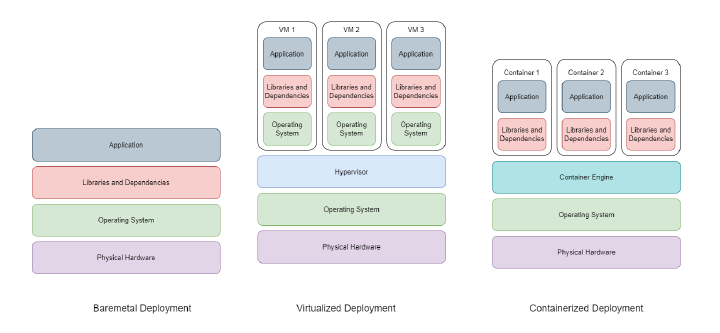 Application
Libraries and Dependencies
Operating System
Physical Hardware
Baremetal Deployment
VM 1
Application
Libraries and
Dependencies
Operating
System
VM 2
Application
Libraries and
Dependencies
Operating
System
VM 3
Application
Libraries and
Dependencies
Operating
System
Hypervisor
Operating System
Physical Hardware
Virtualized Deployment
Container 1
Application
Libraries and
Dependencies
Container 2
Application
Libraries and
Dependencies
Container 3
Application
Libraries and
Dependencies
Container Engine
Operating System
Physical Hardware
Containerized Deployment